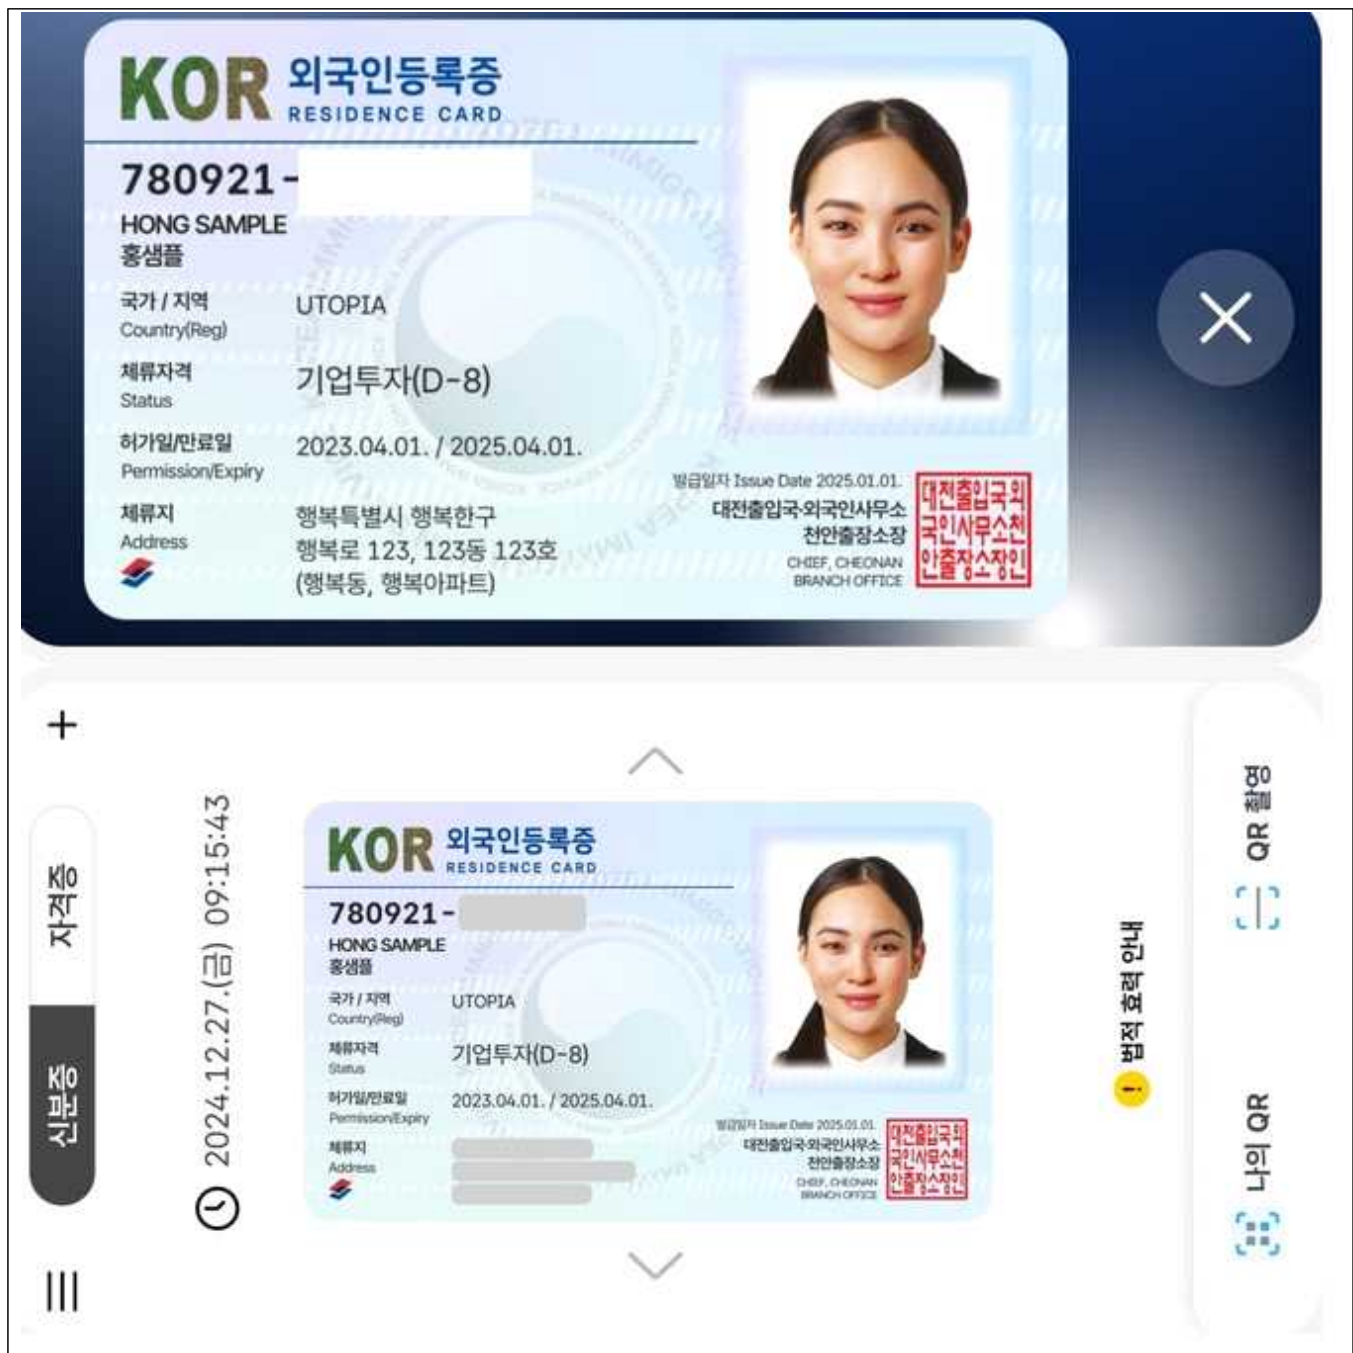 KOR 외국인등록증
RESIDENCE CARD
780921-
HONG SAMPLE
홍샘플
국가 / 지역
Country(Reg)
UTOPIA
체류자격
Status
기업투자(D-8)
허가일/만료일
Permission/Expiry
2023.04.01. / 2025.04.01.
체류지
Address
행복특별시 행복한구
행복로 123, 123동 123호
(행복동, 행복아파트)
발급일자 Issue Date 2025.01.01.
대전출입국·외국인사무소
천안출장소장
CHIEF, CHEONAN
BRANCH OFFICE
대전출입국외
국인사무소천
안출장소장인
신분증 자격증
2024.12.27.(금) 09:15:43
KOR 외국인등록증
RESIDENCE CARD
780921-
HONG SAMPLE
홍샘플
국가 / 지역
Country(Reg)
UTOPIA
체류자격
Status
기업투자(D-8)
허가일/만료일
Permission/Expiry
2023.04.01. / 2025.04.01.
체류지
Address
발급일자 Issue Date 2025.01.01.
대전출입국·외국인사무소
천안출장소장
CHIEF, CHEONAN
BRANCH OFFICE
대전출입국외
국인사무소천
안출장소장인
법적 효력 안내
나의 QR
QR 촬영